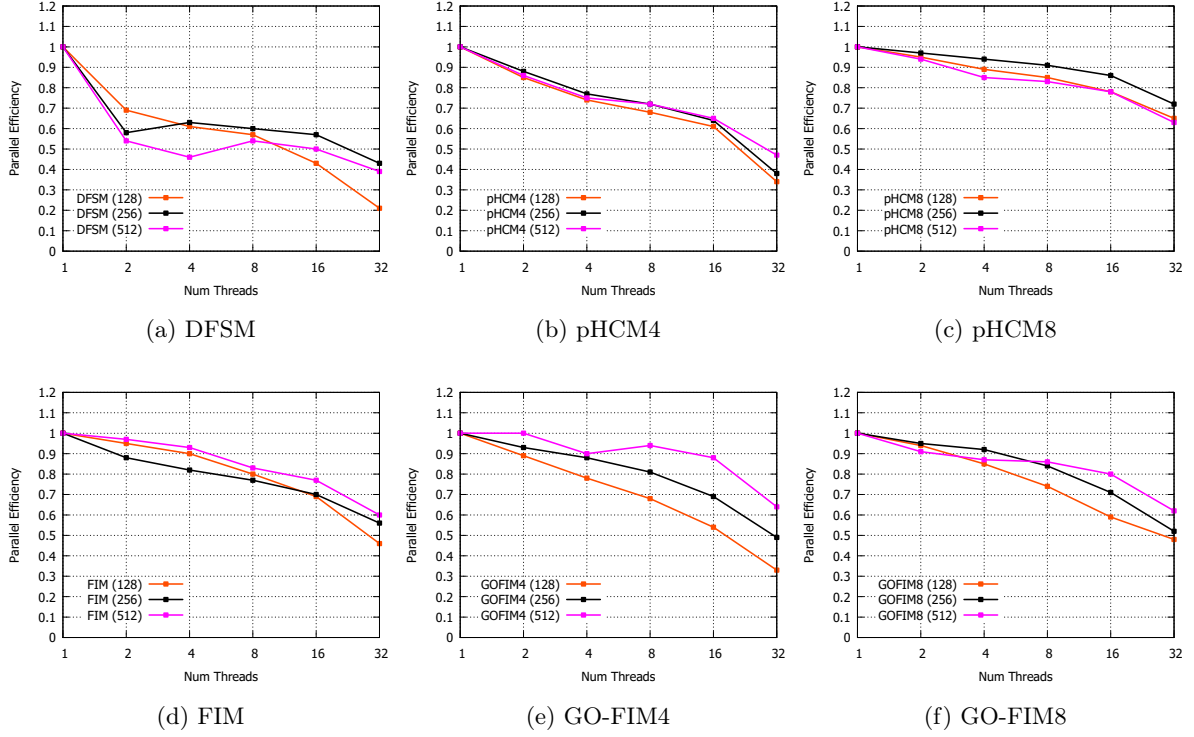 1.2
1.1
1
0.9
0.8
0.7
0.6
0.5
0.4
0.3
0.2
0.1
0
Parallel Efficiency
DFSM (128)
DFSM (256)
DFSM (512)
1 2 4 8 16 32
Num Threads
(a) DFSM
1.2
1.1
1
0.9
0.8
0.7
0.6
0.5
0.4
0.3
0.2
0.1
0
Parallel Efficiency
pHCM4 (128)
pHCM4 (256)
pHCM4 (512)
1 2 4 8 16 32
Num Threads
(b) pHCM4
1.2
1.1
1
0.9
0.8
0.7
0.6
0.5
0.4
0.3
0.2
0.1
0
Parallel Efficiency
pHCM8 (128)
pHCM8 (256)
pHCM8 (512)
1 2 4 8 16 32
Num Threads
(c) pHCM8
1.2
1.1
1
0.9
0.8
0.7
0.6
0.5
0.4
0.3
0.2
0.1
0
Parallel Efficiency
FIM (128)
FIM (256)
FIM (512)
1 2 4 8 16 32
Num Threads
(d) FIM
1.2
1.1
1
0.9
0.8
0.7
0.6
0.5
0.4
0.3
0.2
0.1
0
Parallel Efficiency
GOFIM4 (128)
GOFIM4 (256)
GOFIM4 (512)
1 2 4 8 16 32
Num Threads
(e) GO-FIM4
1.2
1.1
1
0.9
0.8
0.7
0.6
0.5
0.4
0.3
0.2
0.1
0
Parallel Efficiency
GOFIM8 (128)
GOFIM8 (256)
GOFIM8 (512)
1 2 4 8 16 32
Num Threads
(f) GO-FIM8